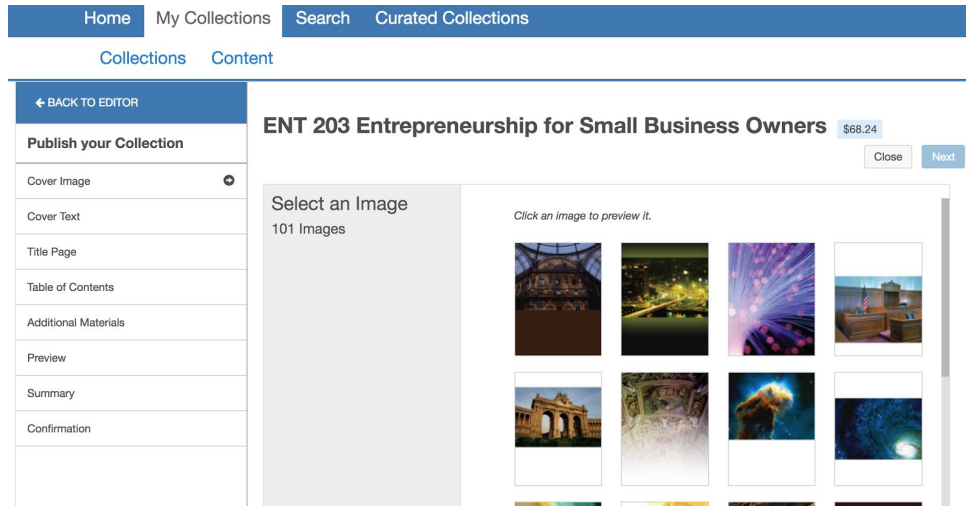 Home My Collections Search Curated Collections
Collections Content
BACK TO EDITOR
Publish your Collection
Cover Image
Cover Text
Title Page
Table of Contents
Additional Materials
Preview
Summary
Confirmation
ENT 203 Entrepreneurship for Small Business Owners $68.24
Close Next
Select an Image
101 Images
Click an image to preview it.